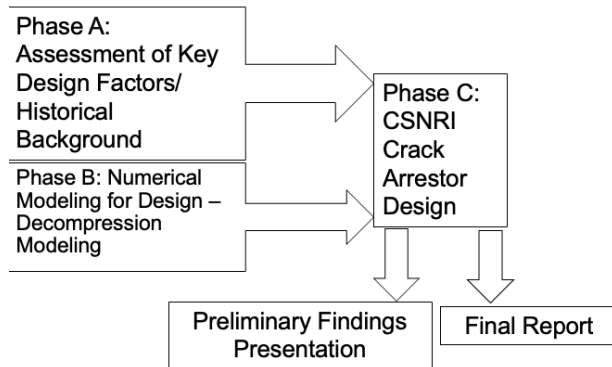 Phase A:
Assessment of Key
Design Factors/
Historical
Background
Phase B: Numerical
Modeling for Design –
Decompression
Modeling
Phase C:
CSNRI
Crack
Arrestor
Design
Preliminary Findings
Presentation
Final Report